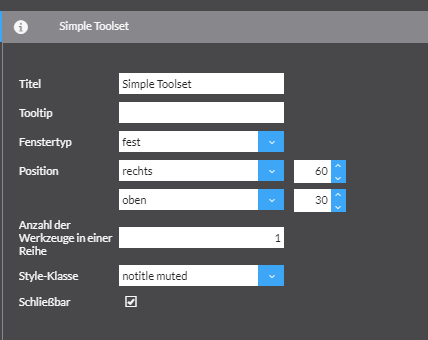 Simple Toolset
Titel Simple Toolset
Tooltip
Fenstertyp fest
Position rechts 60
oben 30
Anzahl der
Werkzeuge in einer
Reihe
1
Style-Klasse notitle muted
Schließbar